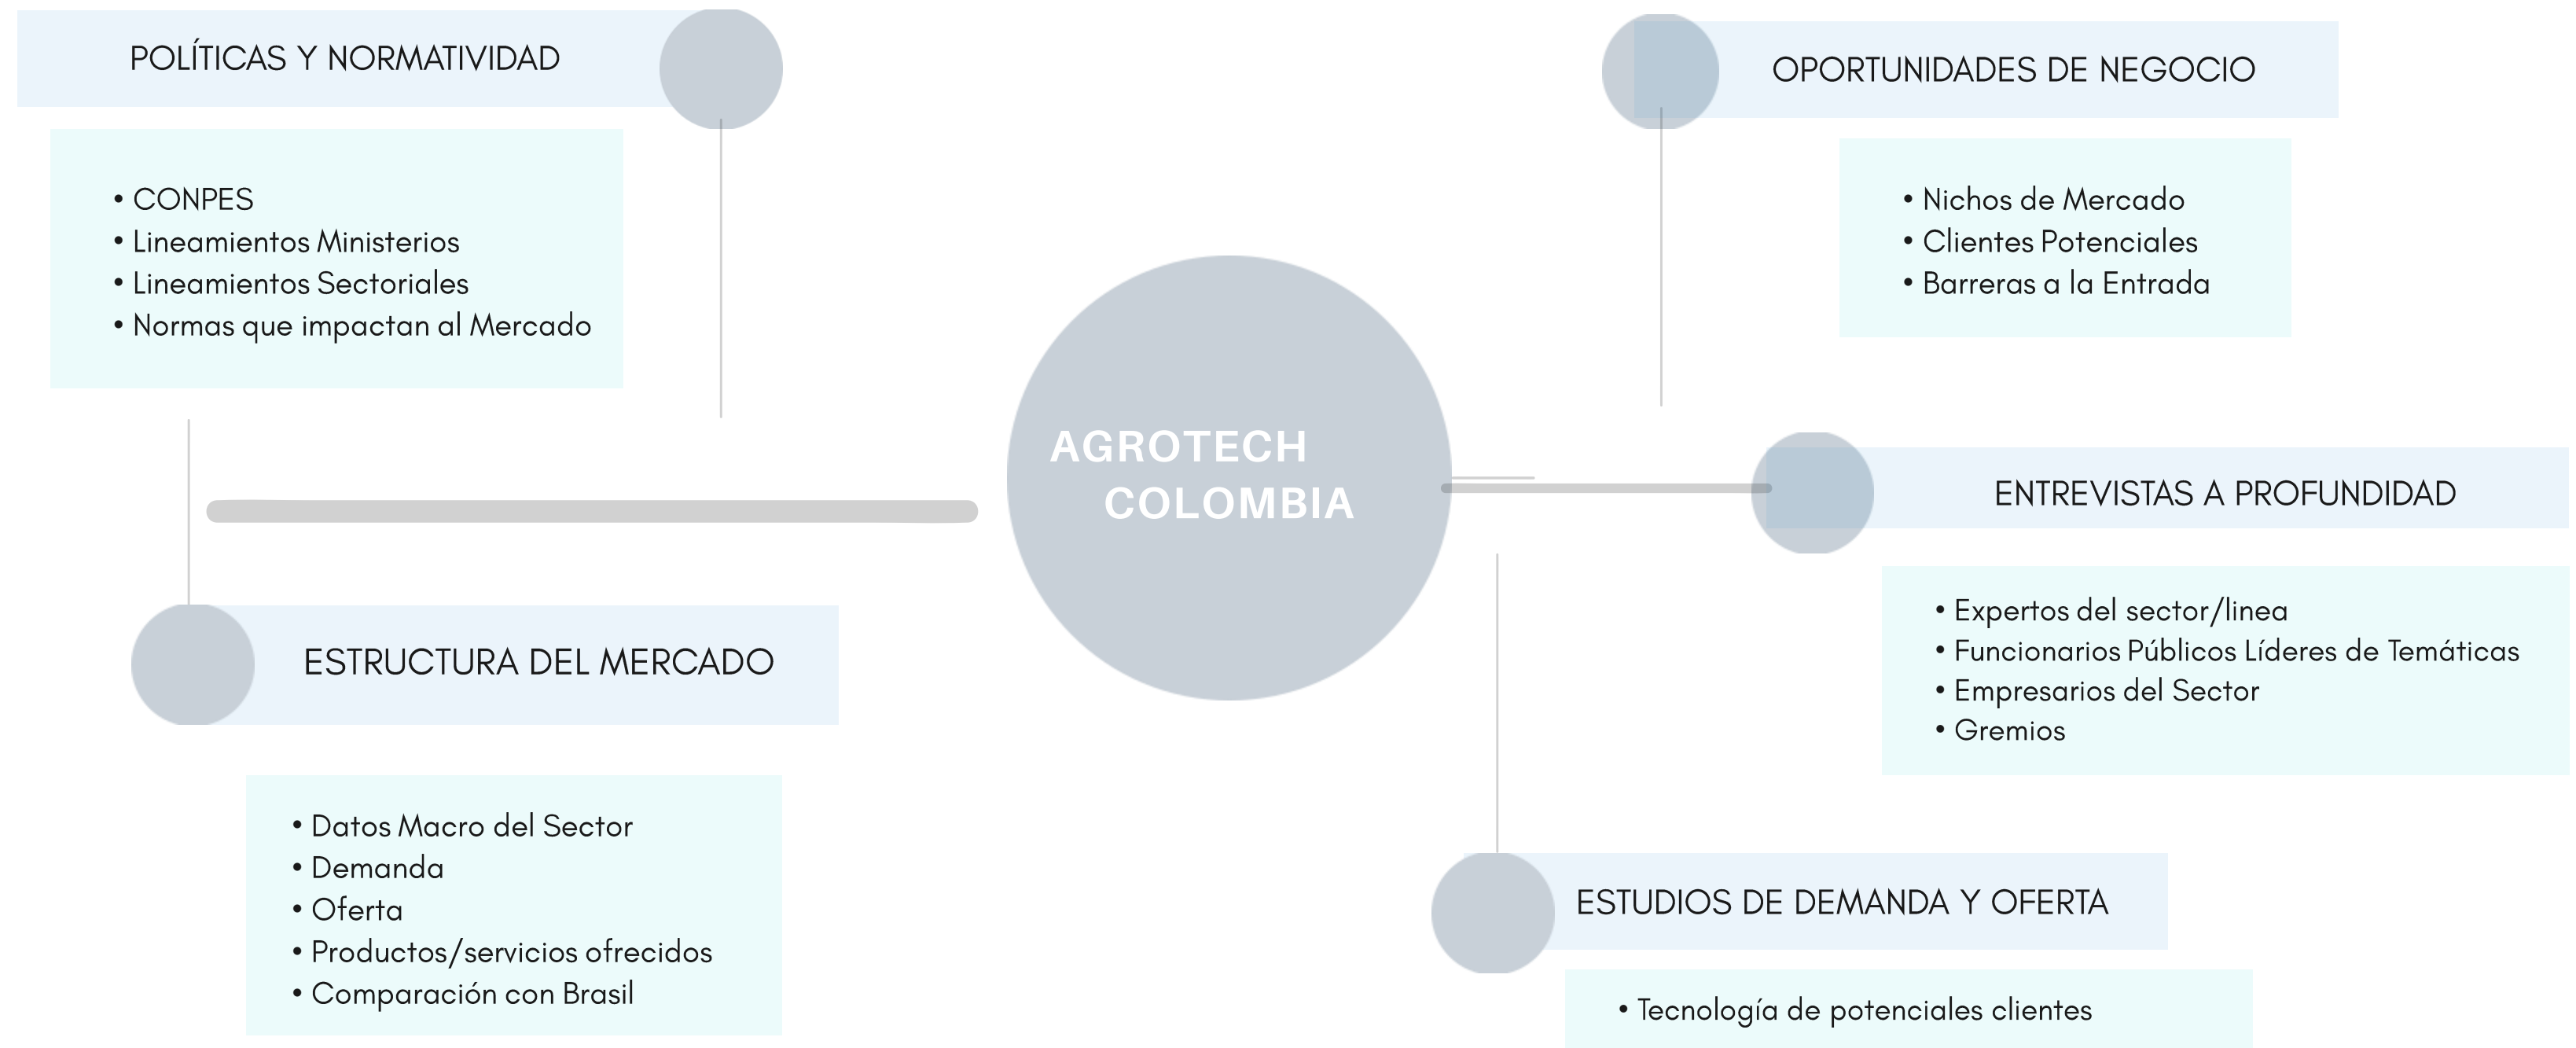 POLÍTICAS Y NORMATIVIDAD
• CONPES
• Lineamientos Ministerios
• Lineamientos Sectoriales
• Normas que impactan al Mercado
ESTRUCTURA DEL MERCADO
• Datos Macro del Sector
• Demanda
• Oferta
• Productos/servicios ofrecidos
• Comparación con Brasil
AGROTECH
COLOMBIA
OPORTUNIDADES DE NEGOCIO
• Nichos de Mercado
• Clientes Potenciales
• Barreras a la Entrada
ENTREVISTAS A PROFUNDIDAD
• Expertos del sector/linea
• Funcionarios Públicos Líderes de Temáticas
• Empresarios del Sector
• Gremios
ESTUDIOS DE DEMANDA Y OFERTA
• Tecnología de potenciales clientes